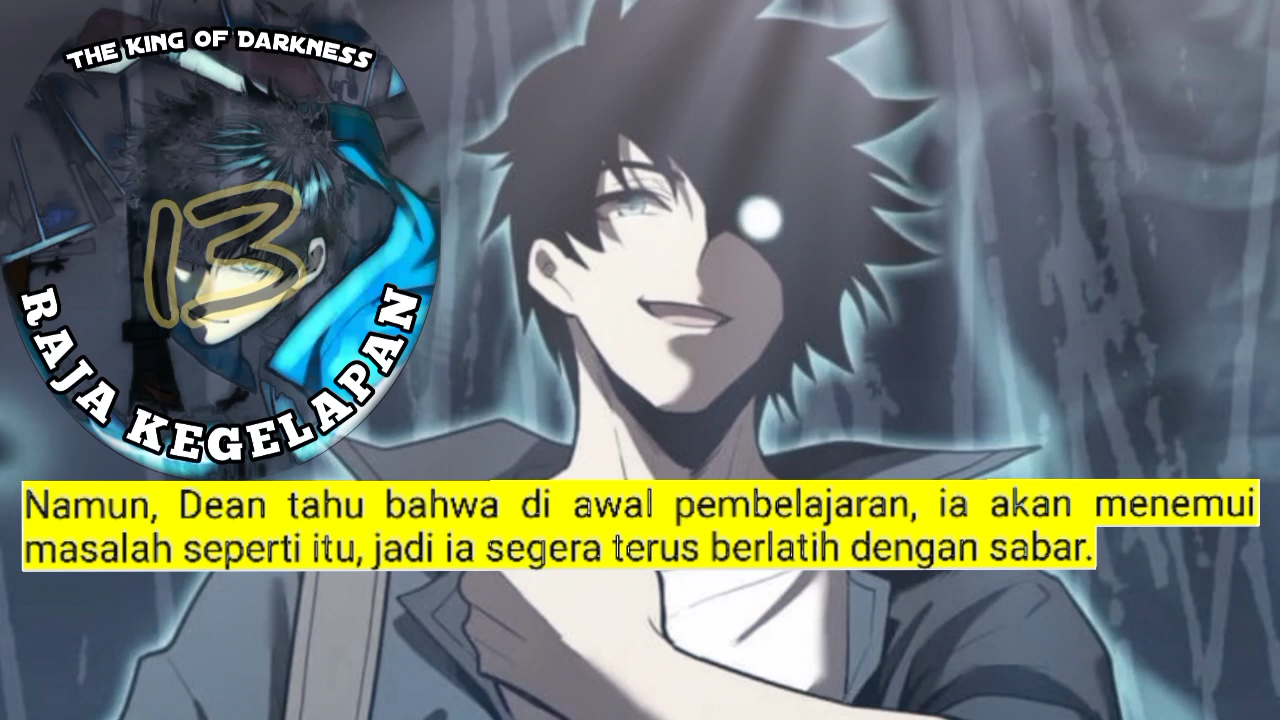 THE KING OF DARKNESS
13
RAJA KEGELAPAN
Namun, Dean tahu bahwa di awal pembelajaran, ia akan menemui
masalah seperti itu, jadi ia segera terus berlatih dengan sabar.